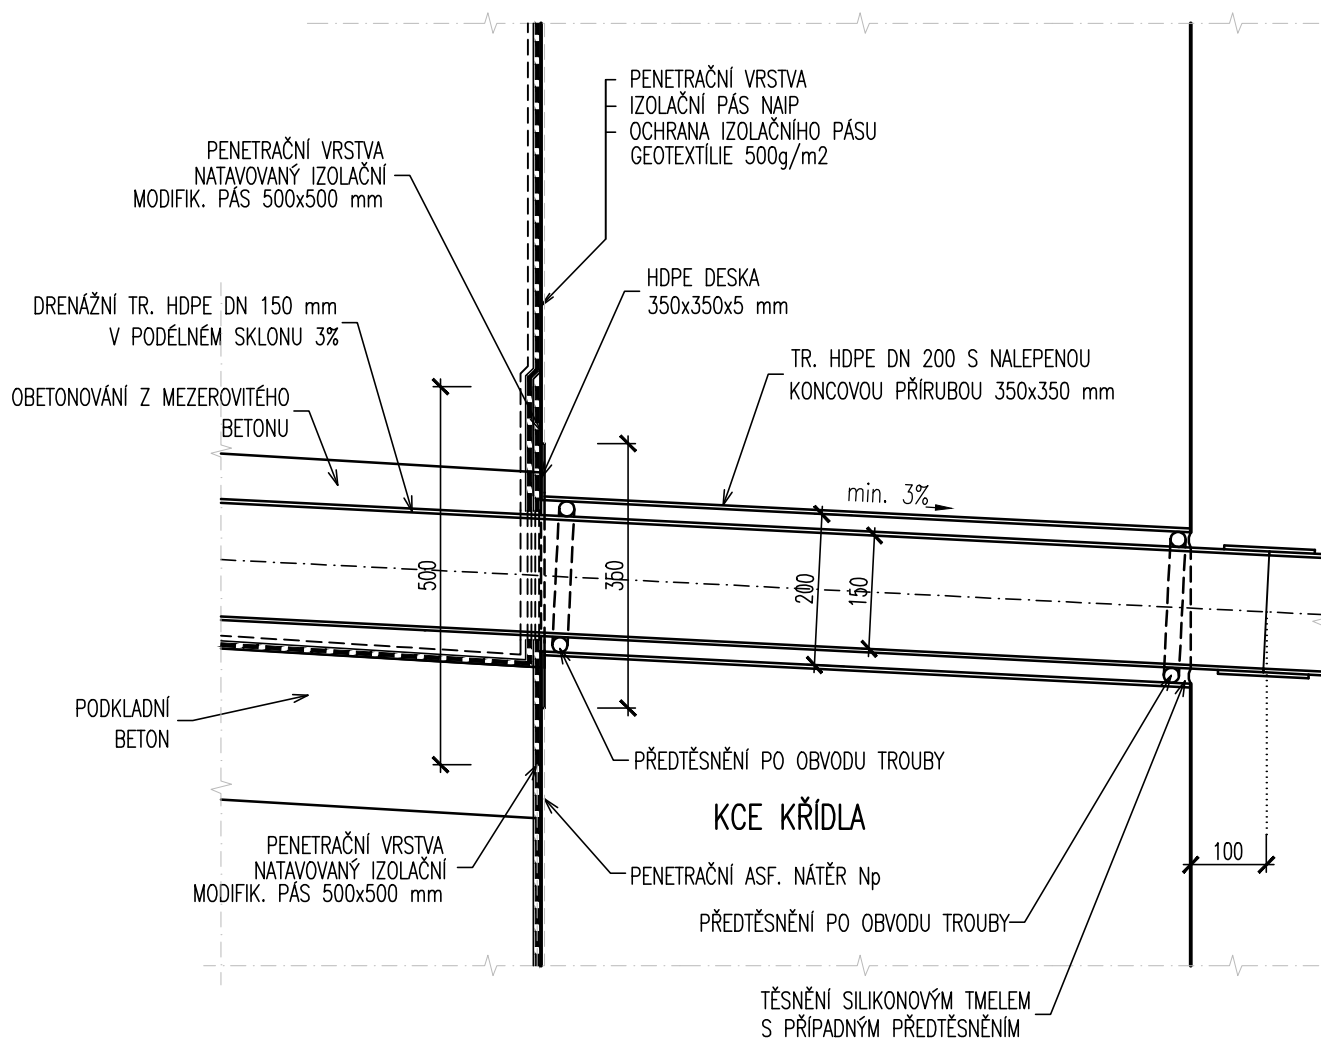 PENETRAČNÍ VRSTVA
IZOLAČNÍ PÁS NAIP
OCHRANA IZOLAČNÍHO PÁSU
GEOTEXTÍLIE 500g/m2
PENETRAČNÍ VRSTVA
NATAVOVANÝ IZOLAČNÍ
MODIFIK. PÁS 500x500 mm
HDPE DESKA
350x350x5 mm
DRENÁŽNÍ TR. HDPE DN 150 mm
V PODÉLNÉM SKLONU 3%
TR. HDPE DN 200 S NALEPENOU
KONCOVOU PŘÍRUBOU 350x350 mm
OBETONOVÁNÍ Z MEZEROVITÉHO
BETONU
min. 3%
500
350
200
150
PODKLADNÍ
BETON
PŘEDTĚSNĚNÍ PO OBVODU TROUBY
KCE KŘÍDLA
PENETRAČNÍ VRSTVA
NATAVOVANÝ IZOLAČNÍ
MODIFIK. PÁS 500x500 mm
PENETRAČNÍ ASF. NÁTĚR Np
100
PŘEDTĚSNĚNÍ PO OBVODU TROUBY
TĚSNĚNÍ SILIKONOVÝM TMELEM
S PŘÍPADNÝM PŘEDTĚSNĚNÍM